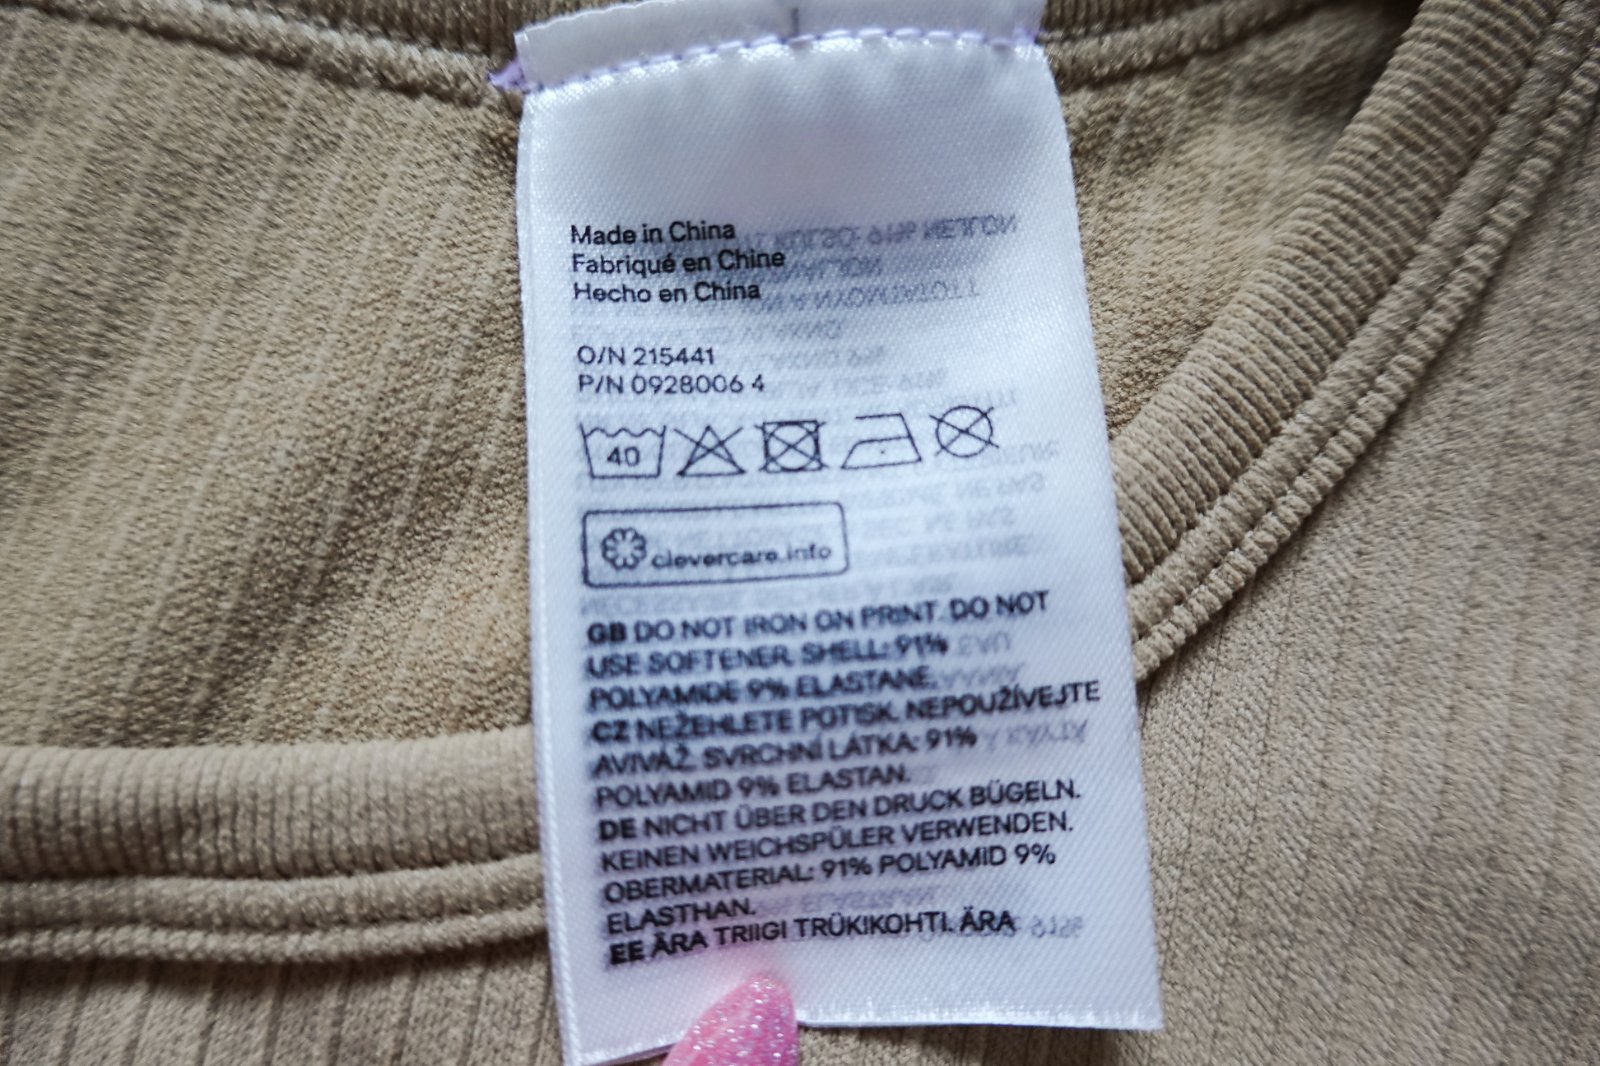 Made in China
Fabriqué en Chine
Hecho en China
O/N 215441
P/N 0928006 4
40
clevercare.info
GB DO NOT IRON ON PRINT. DO NOT
USE SOFTENER. SHELL: 91%
POLYAMIDE 9% ELASTANE.
CZ NEŽEHLETE POTISK. NEPOUŽÍVEJTE
AVIVÁŽ. SVRCHNÍ LÁTKA: 91%
POLYAMID 9% ELASTAN.
DE NICHT ÜBER DEN DRUCK BÜGELN.
KEINEN WEICHSPÜLER VERWENDEN.
OBERMATERIAL: 91% POLYAMID 9%
ELASTHAN.
EE ÄRA TRIIGI TRÜKIKOHTI. ÄRA